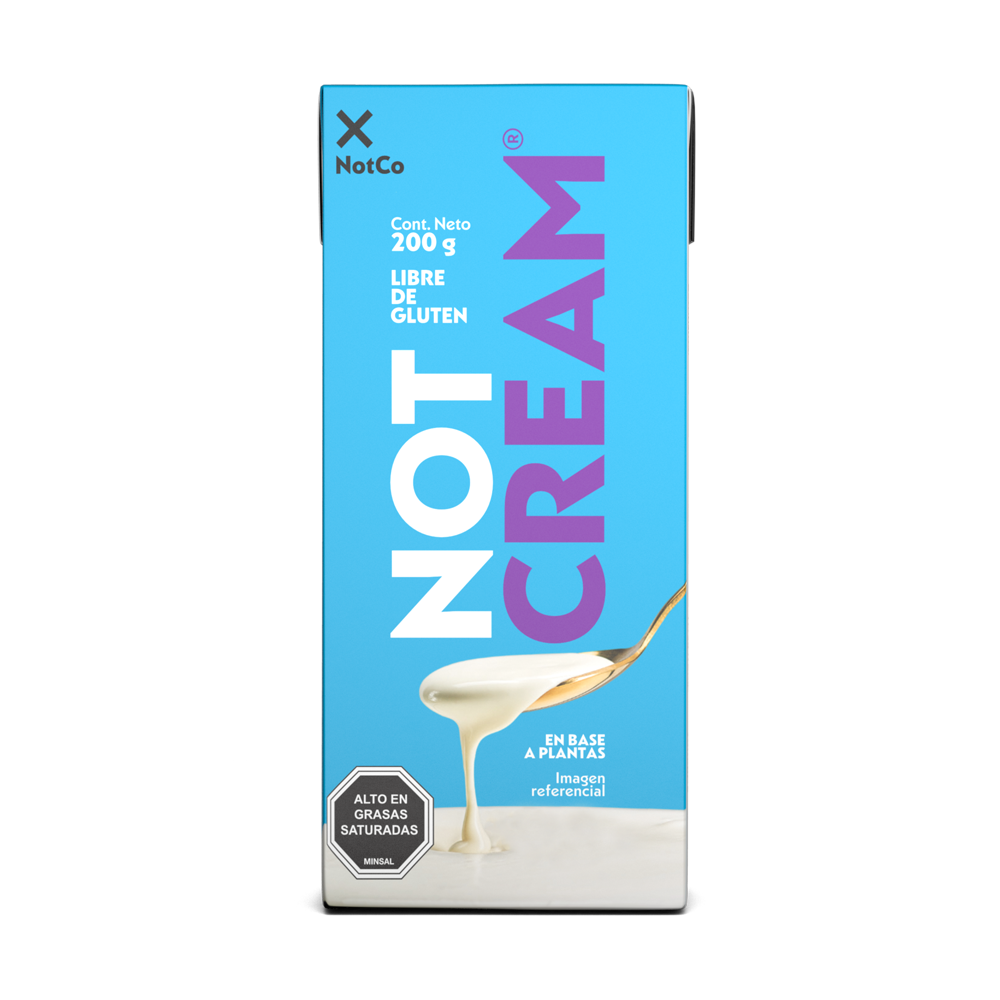 NotCo
Cont. Neto
200 g
LIBRE
DE
GLUTEN
NOT
CREAM®
EN BASE
A PLANTAS
Imagen
referencial
ALTO EN
GRASAS
SATURADAS
MINSAL